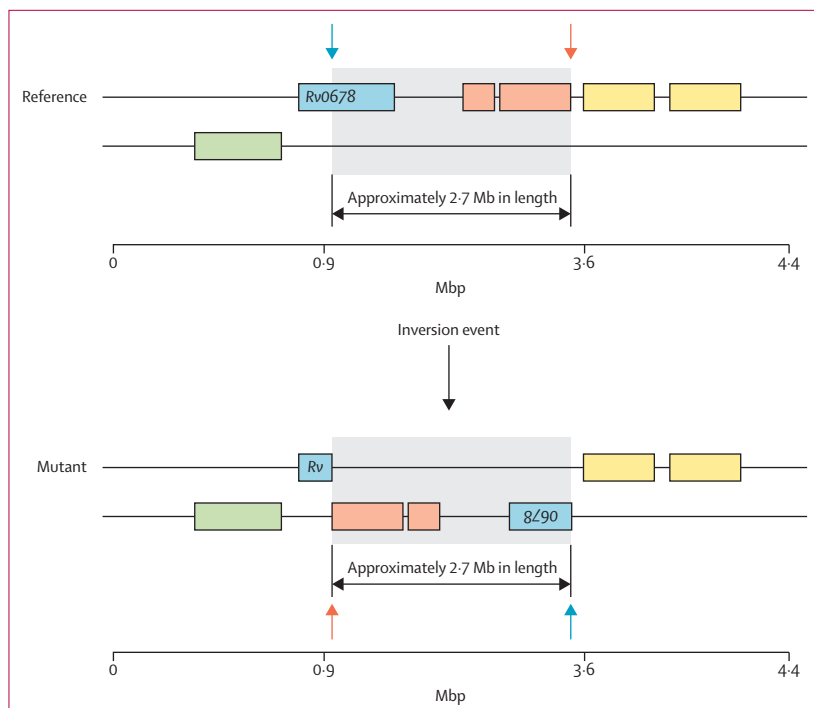 Reference
Rv0678
Approximately 2·7 Mb in length
0 0·9 3·6 4·4
Mbp
Inversion event
Mutant
Rv
0678
Approximately 2·7 Mb in length
0 0·9 3·6 4·4
Mbp